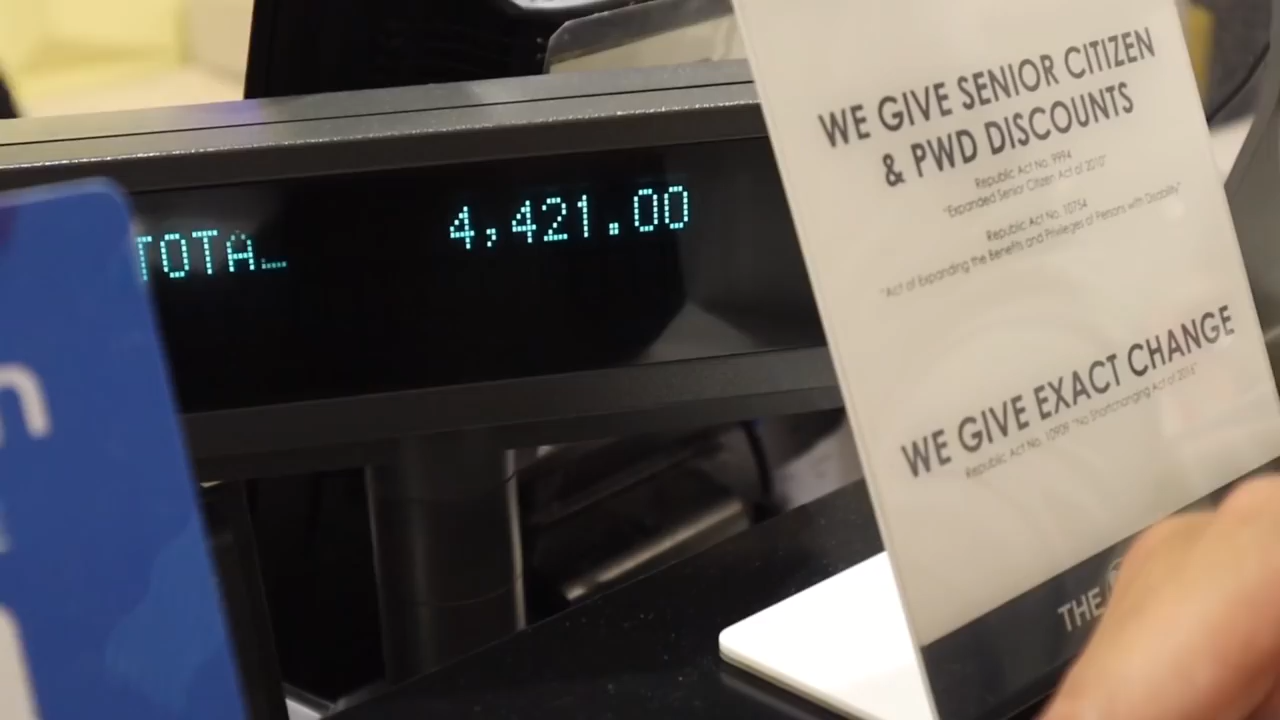 TOTAL 4,421.00
WE GIVE SENIOR CITIZEN
& PWD DISCOUNTS
Republic Act No. 9994
"Expanded Senior Citizen Act of 2010"
Republic Act No. 10754
"Act of Expanding the Benefits and Privileges of Persons with Disability"
WE GIVE EXACT CHANGE
Republic Act No. 10909 "No Shortchanging Act of 2016"
THE